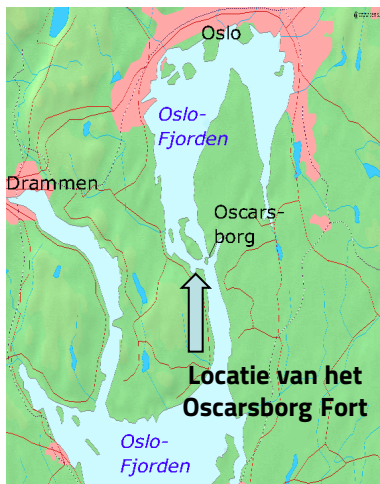 Oslo
Oslo-
Fjorden
Drammen
Oscars-
borg
Locatie van het
Oscarsborg Fort
Oslo-
Fjorden